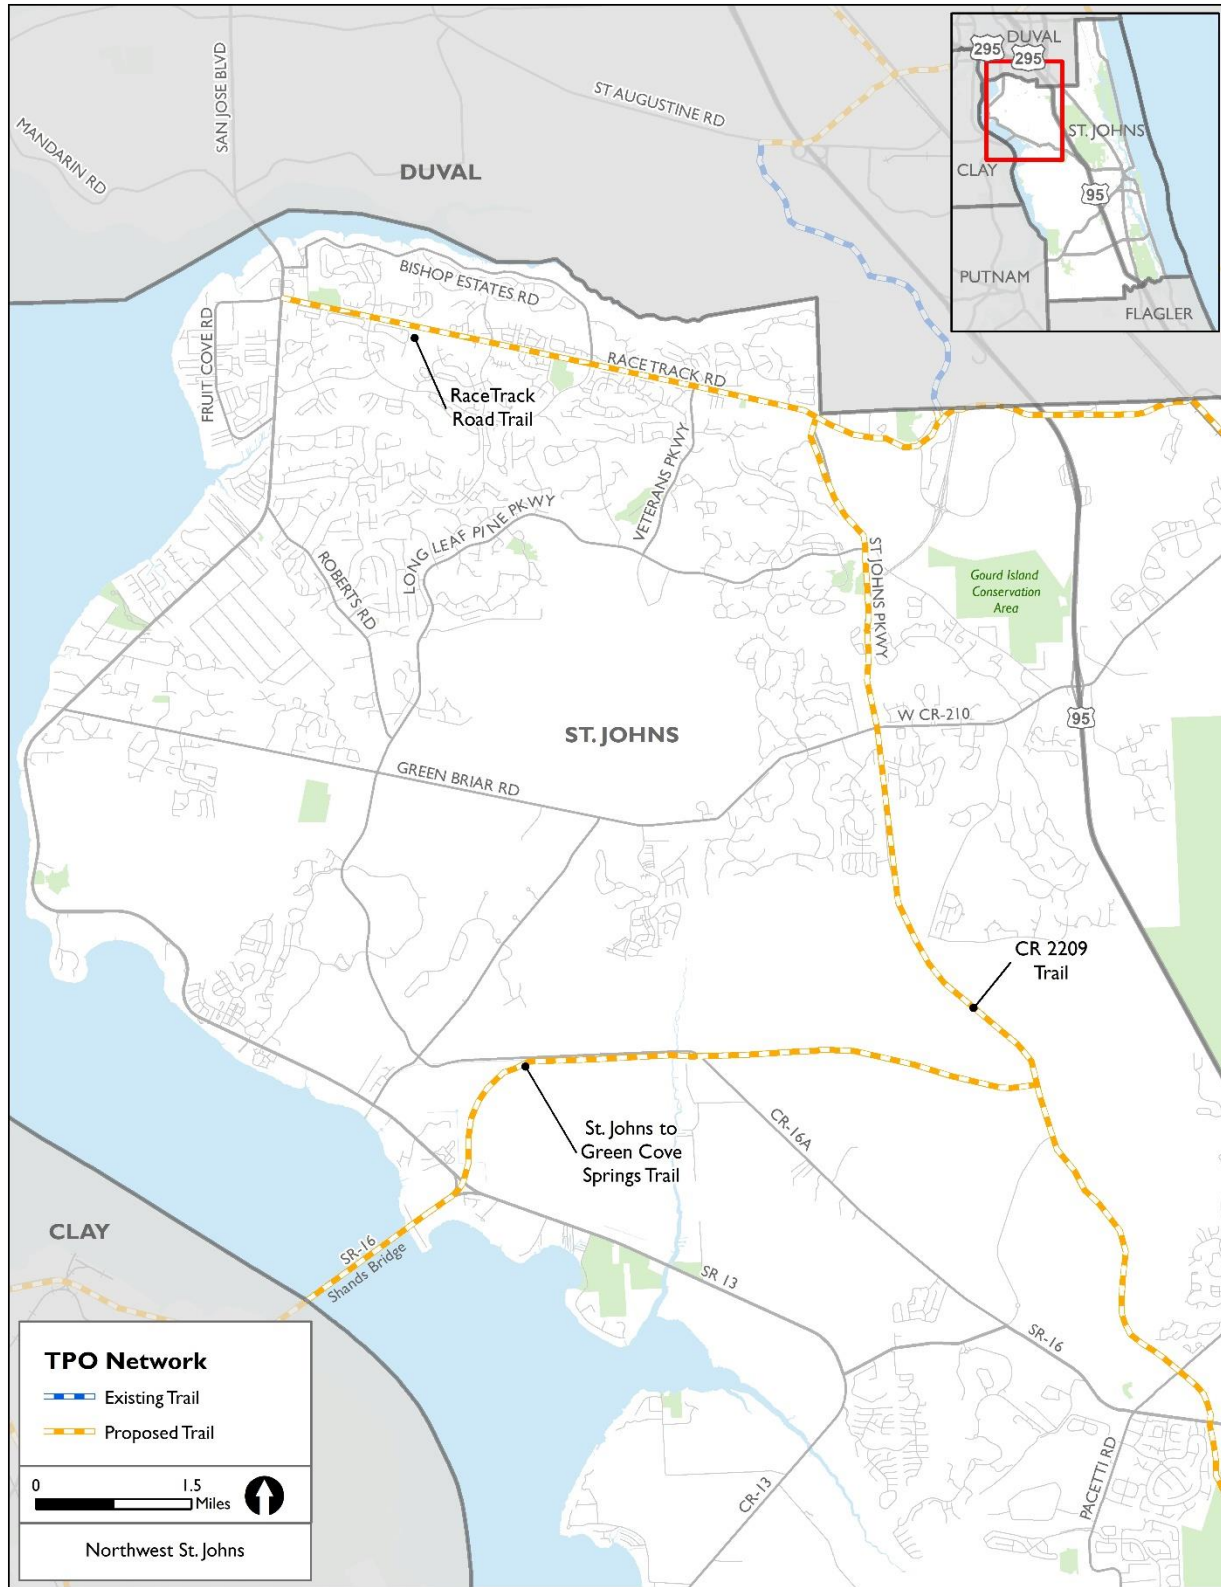 DUVAL
295
295
ST. JOHNS
CLAY
95
PUTNAM
FLAGLER
MANDARIN RD
SAN JOSE BLVD
ST AUGUSTINE RD
DUVAL
BISHOP ESTATES RD
FRUIT COVE RD
RACE TRACK RD
RaceTrack
Road Trail
VETERANS PKWY
LONG LEAF PINE PKWY
ROBERTS RD
ST JOHNS PKWY
Gourd Island
Conservation
Area
W CR-210
95
ST. JOHNS
GREEN BRIAR RD
CR 2209
Trail
St. Johns to
Green Cove
Springs Trail
CR-16A
CLAY
SR-16
Shands Bridge
SR 13
SR-16
CR-13
PACETTI RD
TPO Network
Existing Trail
Proposed Trail
0 1.5
Miles
Northwest St. Johns